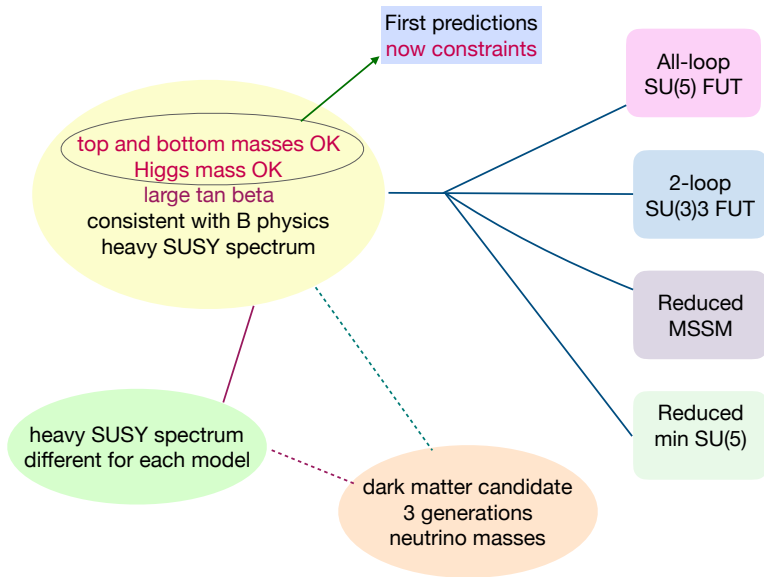 First predictions
now constraints
top and bottom masses OK
Higgs mass OK
large tan beta
consistent with B physics
heavy SUSY spectrum
All-loop
SU(5) FUT
2-loop
SU(3)3 FUT
Reduced
MSSM
Reduced
min SU(5)
heavy SUSY spectrum
different for each model
dark matter candidate
3 generations
neutrino masses